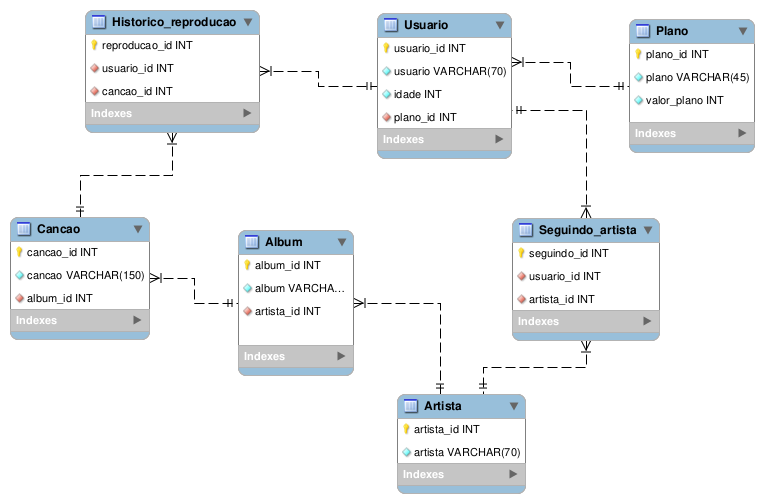 Historico_reproducao
reproducao_id INT
usuario_id INT
cancao_id INT
Indexes
Usuario
usuario_id INT
usuario VARCHAR(70)
idade INT
plano_id INT
Indexes
Plano
plano_id INT
plano VARCHAR(45)
valor_plano INT
Indexes
Cancao
cancao_id INT
cancao VARCHAR(150)
album_id INT
Indexes
Album
album_id INT
album VARCHA...
artista_id INT
Indexes
Seguindo_artista
seguindo_id INT
usuario_id INT
artista_id INT
Indexes
Artista
artista_id INT
artista VARCHAR(70)
Indexes